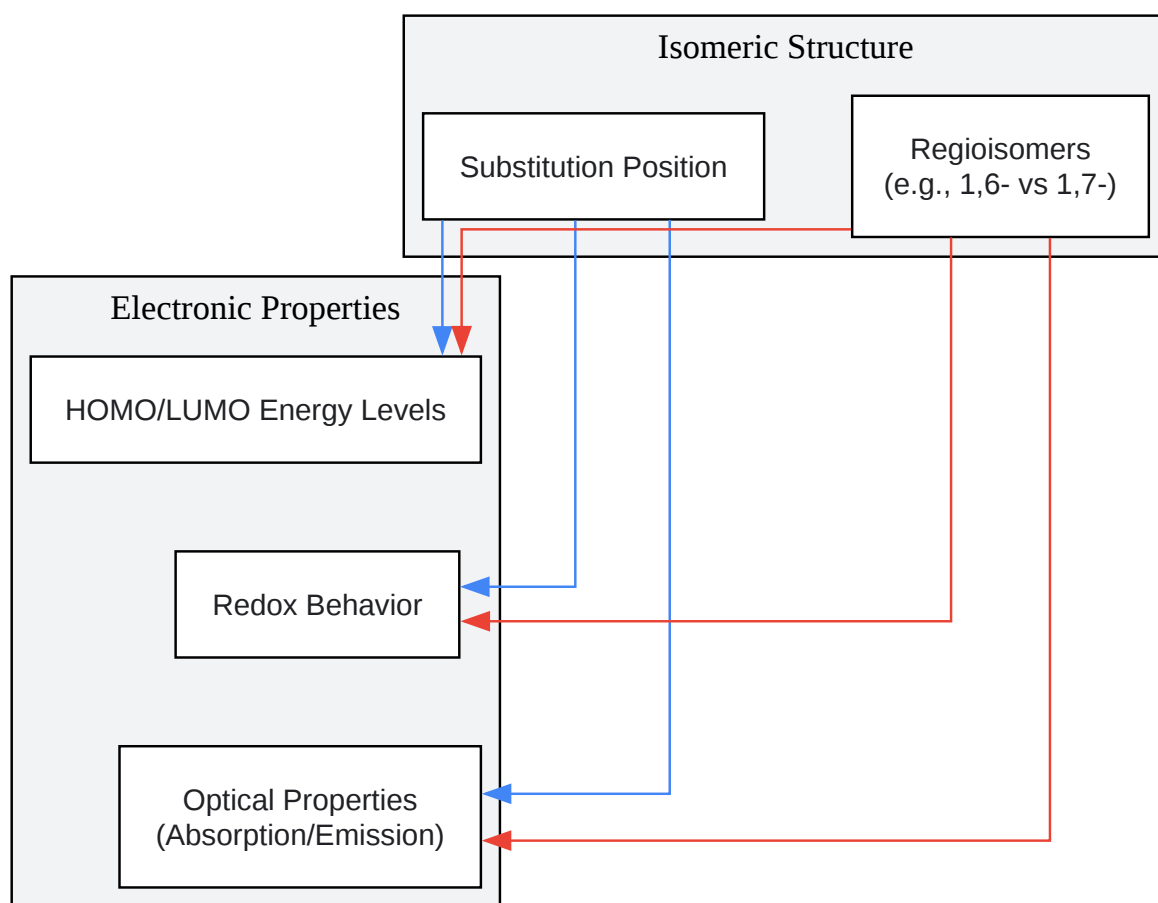 Isomeric Structure
Substitution Position
Regioisomers
(e.g., 1,6- vs 1,7-)
Electronic Properties
HOMO/LUMO Energy Levels
Redox Behavior
Optical Properties
(Absorption/Emission)